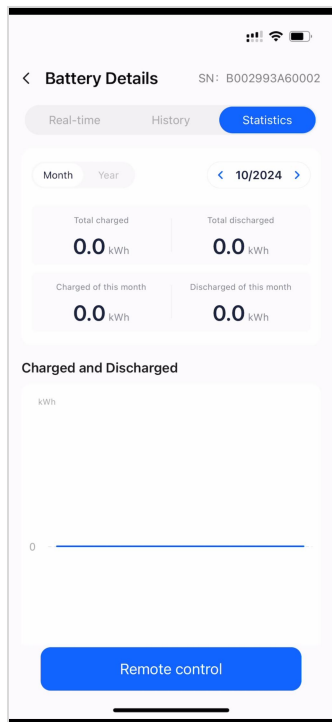 Battery Details SN: B002993A60002
Real-time History Statistics
Month Year 10/2024
Total charged Total discharged
0.0 kWh 0.0 kWh
Charged of this month Discharged of this month
0.0 kWh 0.0 kWh
Charged and Discharged
kWh
0
Remote control